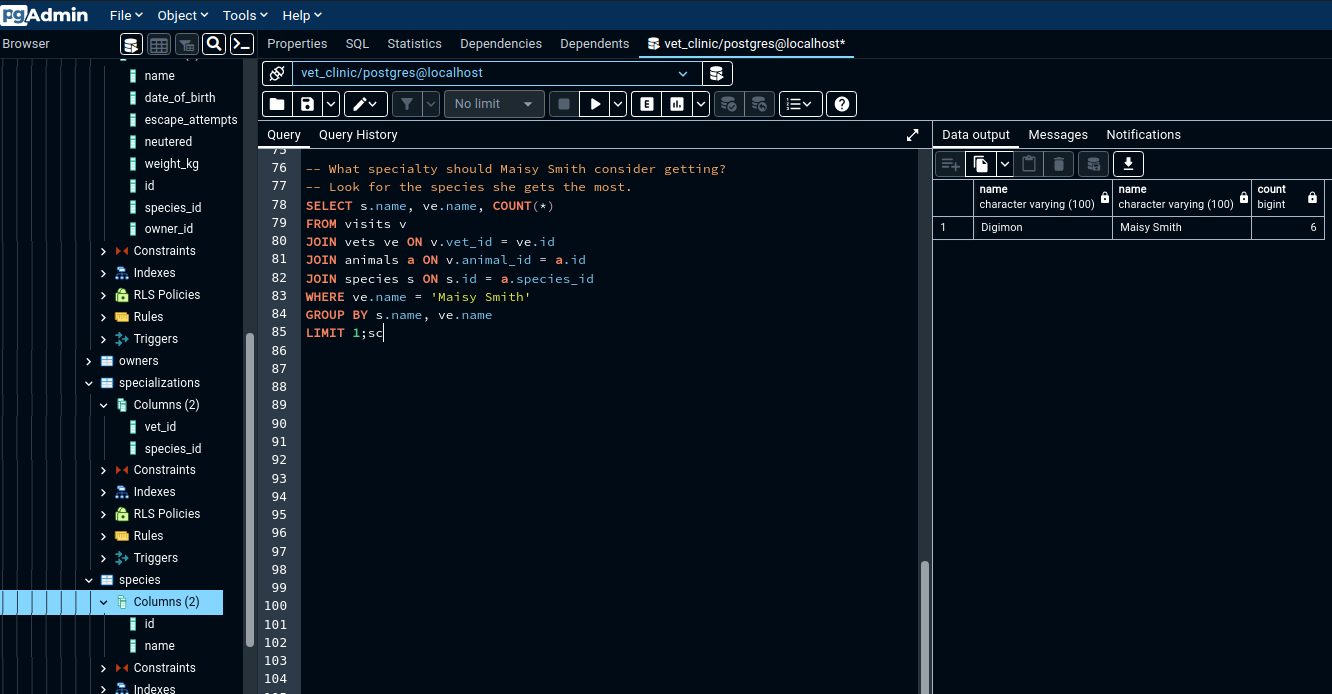 pgAdmin File Object Tools Help
Browser
Properties SQL Statistics Dependencies Dependents vet_clinic/postgres@localhost*
vet_clinic/postgres@localhost
No limit
Query Query History
Data output Messages Notifications
name
date_of_birth
escape_attempts
neutered
weight_kg
id
species_id
owner_id
Constraints
Indexes
RLS Policies
Rules
Triggers
owners
specializations
Columns (2)
vet_id
species_id
Constraints
Indexes
RLS Policies
Rules
Triggers
species
Columns (2)
id
name
Constraints
Indexes
75
76 -- What specialty should Maisy Smith consider getting?
77 -- Look for the species she gets the most.
78 SELECT s.name, ve.name, COUNT(*)
79 FROM visits v
80 JOIN vets ve ON v.vet_id = ve.id
81 JOIN animals a ON v.animal_id = a.id
82 JOIN species s ON s.id = a.species_id
83 WHERE ve.name = 'Maisy Smith'
84 GROUP BY s.name, ve.name
85 LIMIT 1;sc
86
87
88
89
90
91
92
93
94
95
96
97
98
99
100
101
102
103
104
name name count
character varying (100) character varying (100) bigint
1 Digimon Maisy Smith 6